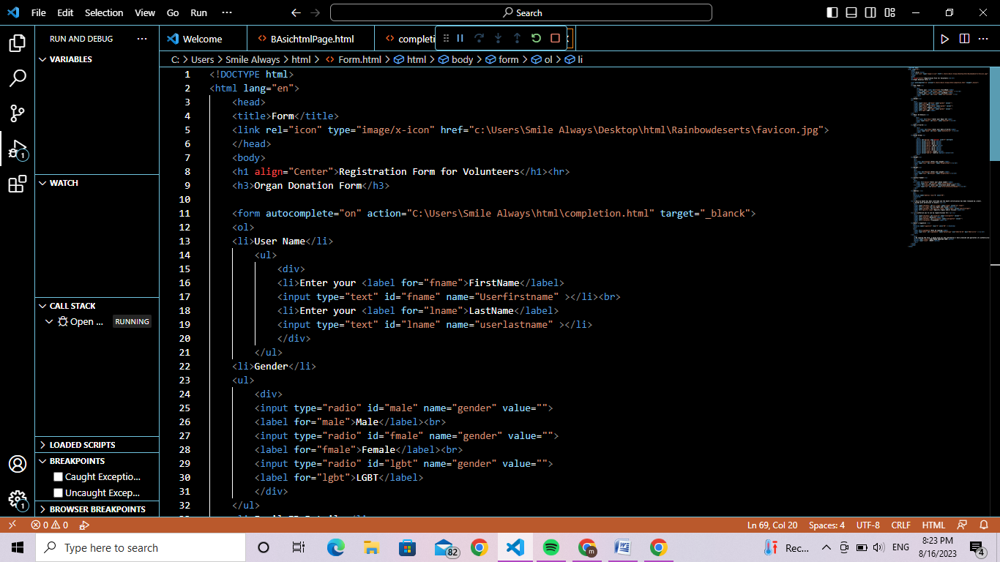 File Edit Selection View Go Run ··· Search
RUN AND DEBUG ··· Welcome BAsichtmlPage.html completi
VARIABLES
C: > Users > Smile Always > html > Form.html > html > body > form > ol > li
1 <!DOCTYPE html>
2 <html lang="en">
3 <head>
4 <title>Form</title>
5 <link rel="icon" type="image/x-icon" href="c:\Users\Smile Always\Desktop\html\Rainbowdeserts\favicon.jpg">
6 </head>
7 <body>
8 <h1 align="Center">Registration Form for Volunteers</h1><hr>
9 <h3>Organ Donation Form</h3>
10
11 <form autocomplete="on" action="C:\Users\Smile Always\html\completion.html" target="_blanck">
12 <ol>
13 <li>User Name</li>
14 <ul>
15 <div>
16 <li>Enter your <label for="fname">FirstName</label>
17 <input type="text" id="fname" name="Userfirstname" ></li><br>
18 <li>Enter your <label for="lname">LastName</label>
19 <input type="text" id="lname" name="userlastname" ></li>
20 </div>
21 </ul>
22 <li>Gender</li>
23 <ul>
24 <div>
25 <input type="radio" id="male" name="gender" value="">
26 <label for="male">Male</label><br>
27 <input type="radio" id="fmale" name="gender" value="">
28 <label for="fmale">Female</label><br>
29 <input type="radio" id="lgbt" name="gender" value="">
30 <label for="lgbt">LGBT</label>
31 </div>
32 </ul>
WATCH
CALL STACK
Open ... RUNNING
LOADED SCRIPTS
BREAKPOINTS
Caught Exceptio...
Uncaught Excep...
BROWSER BREAKPOINTS
1
1
0 0 Ln 69, Col 20 Spaces: 4 UTF-8 CRLF HTML
Type here to search 82 m Rec... ENG 8:23 PM
8/16/2023 4